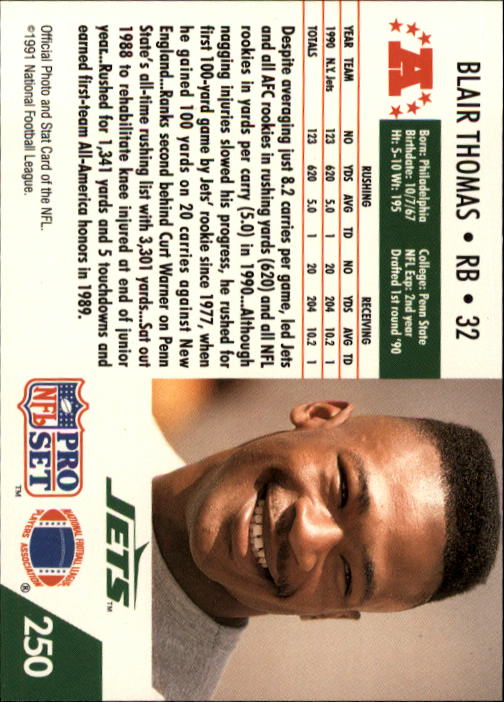 BLAIR THOMAS • RB • 32
A
Born: Philadelphia
Birthdate: 10/7/67
Ht: 5-10 Wt: 195
College: Penn State
NFL Exp: 2nd year
Drafted 1st round '90
RUSHING RECEIVING
YEAR TEAM NO YDS AVG TD NO YDS AVG TD
1990 N.Y. Jets 123 620 5.0 1 20 204 10.2 1
TOTALS 123 620 5.0 1 20 204 10.2 1
Despite averaging just 8.2 carries per game, led Jets
and all AFC rookies in rushing yards (620) and all NFL
rookies in yards per carry (5.0) in 1990...Although
nagging injuries slowed his progress, he rushed for
first 100-yard game by Jets' rookie since 1977, when
he gained 100 yards on 20 carries against New
England...Ranks second behind Curt Warner on Penn
State's all-time rushing list with 3,301 yards...Sat out
1988 to rehabilitate knee injured at end of junior
year...Rushed for 1,341 yards and 5 touchdowns and
earned first-team All-America honors in 1989.
Official Photo and Stat Card of the NFL.
©1991 National Football League.
JETS™
PRO
NFL SET™
NATIONAL FOOTBALL LEAGUE
PLAYERS ASSOCIATION
®
250